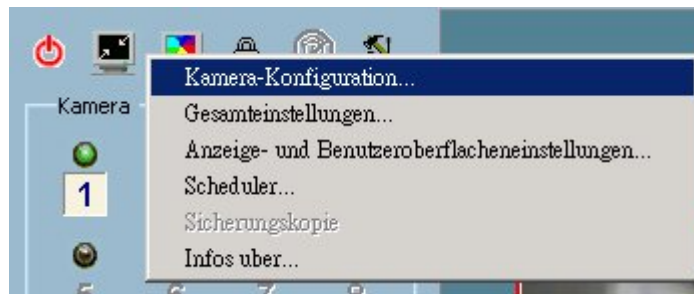 Kamera-Konfiguration...
Kamera
Gesamteinstellungen...
Anzeige- und Benutzeroberflacheneinstellungen...
1
Scheduler...
Sicherungskopie
Infos uber...